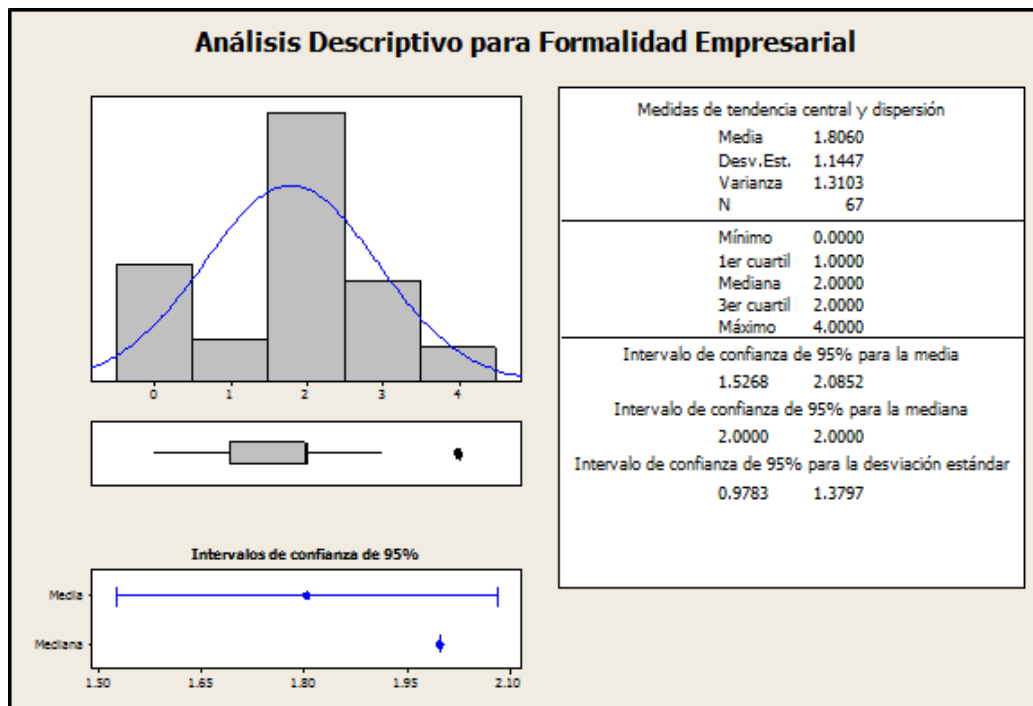 Análisis Descriptivo para Formalidad Empresarial
0 1 2 3 4
Intervalos de confianza de 95%
Media
Mediana
1.50 1.65 1.80 1.95 2.10
Medidas de tendencia central y dispersión
Media 1.8060
Desv.Est. 1.1447
Varianza 1.3103
N 67
Mínimo 0.0000
1er cuartil 1.0000
Mediana 2.0000
3er cuartil 2.0000
Máximo 4.0000
Intervalo de confianza de 95% para la media
1.5268 2.0852
Intervalo de confianza de 95% para la mediana
2.0000 2.0000
Intervalo de confianza de 95% para la desviación estándar
0.9783 1.3797